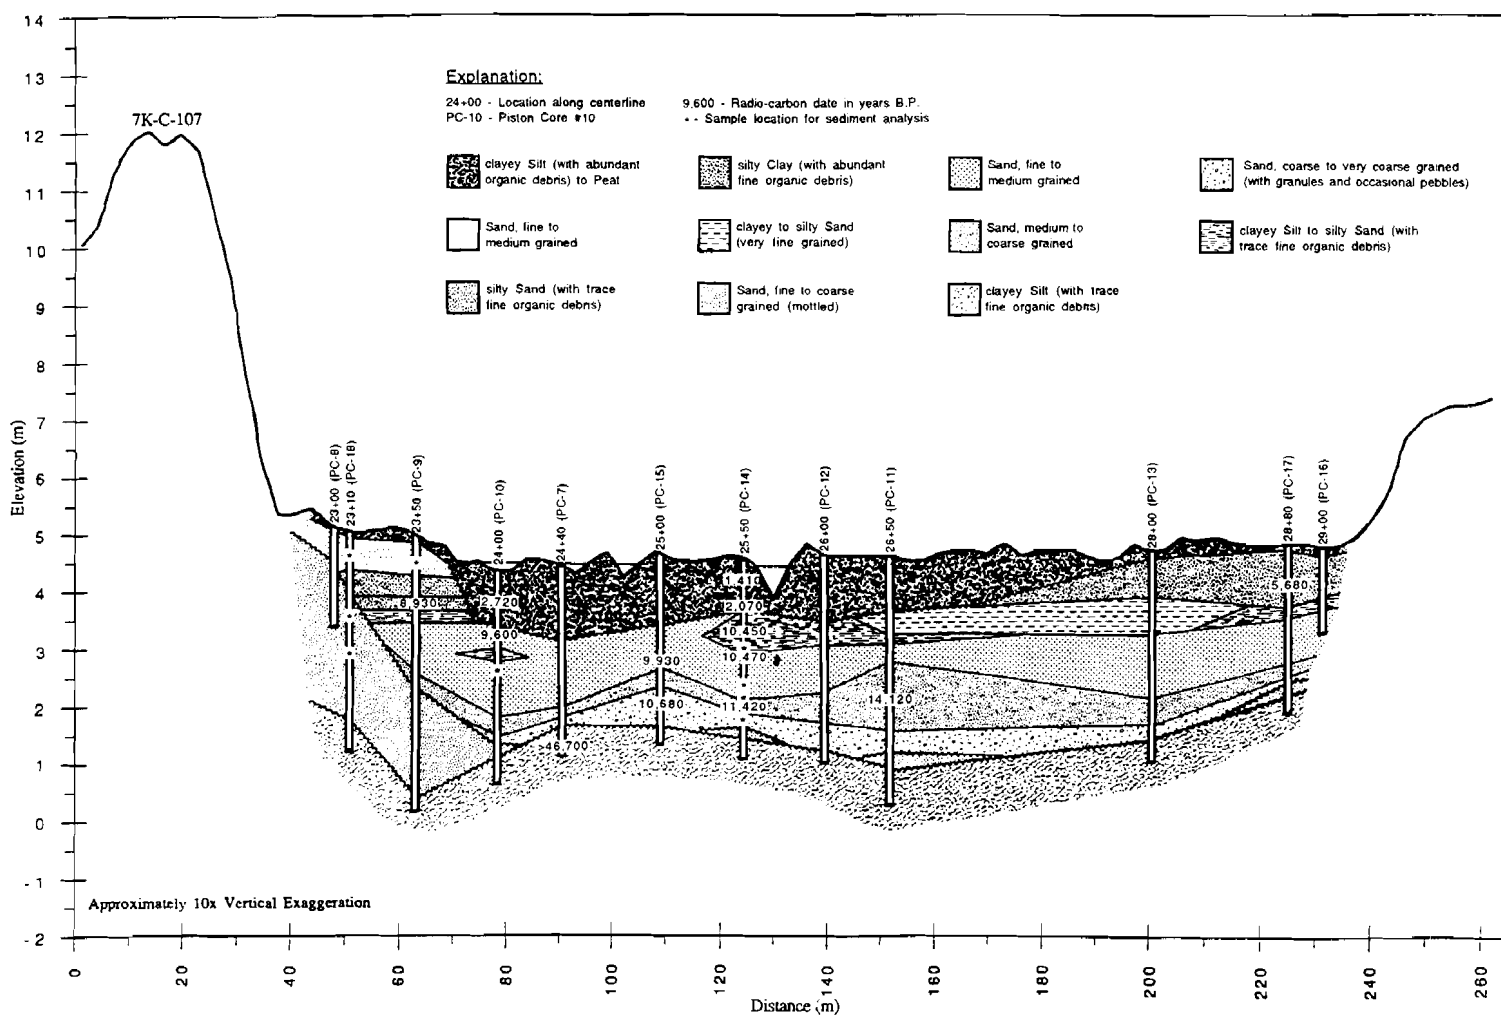 14
13
12
11
10
9
8
7
6
5
4
3
2
1
0
- 1
- 2
Elevation (m)
7K-C-107
Explanation:
24+00 - Location along centerline
PC-10 - Piston Core #10
9,600 - Radio-carbon date in years B.P.
• - Sample location for sediment analysis
clayey Silt (with abundant
organic debris) to Peat
silty Clay (with abundant
fine organic debris)
Sand, fine to
medium grained
Sand, coarse to very coarse grained
(with granules and occasional pebbles)
Sand, fine to
medium grained
clayey to silty Sand
(very fine grained)
Sand, medium to
coarse grained
clayey Silt to silty Sand (with
trace fine organic debris)
silty Sand (with trace
fine organic debris)
Sand, fine to coarse
grained (mottled)
clayey Silt (with trace
fine organic debris)
23+00 (PC-8)
23+10 (PC-18)
23+50 (PC-9)
24+00 (PC-10)
24+40 (PC-7)
25+00 (PC-15)
25+50 (PC-14)
26+00 (PC-12)
26+50 (PC-11)
28+00 (PC-13)
28+80 (PC-17)
29+00 (PC-16)
8,930
2,720
9,600
>46,700
9,930
10,680
1,410
2,070
10,450
10,470
11,420
14,120
5,680
Approximately 10x Vertical Exaggeration
0
20
40
60
80
100
120
140
160
180
200
220
240
260
Distance (m)